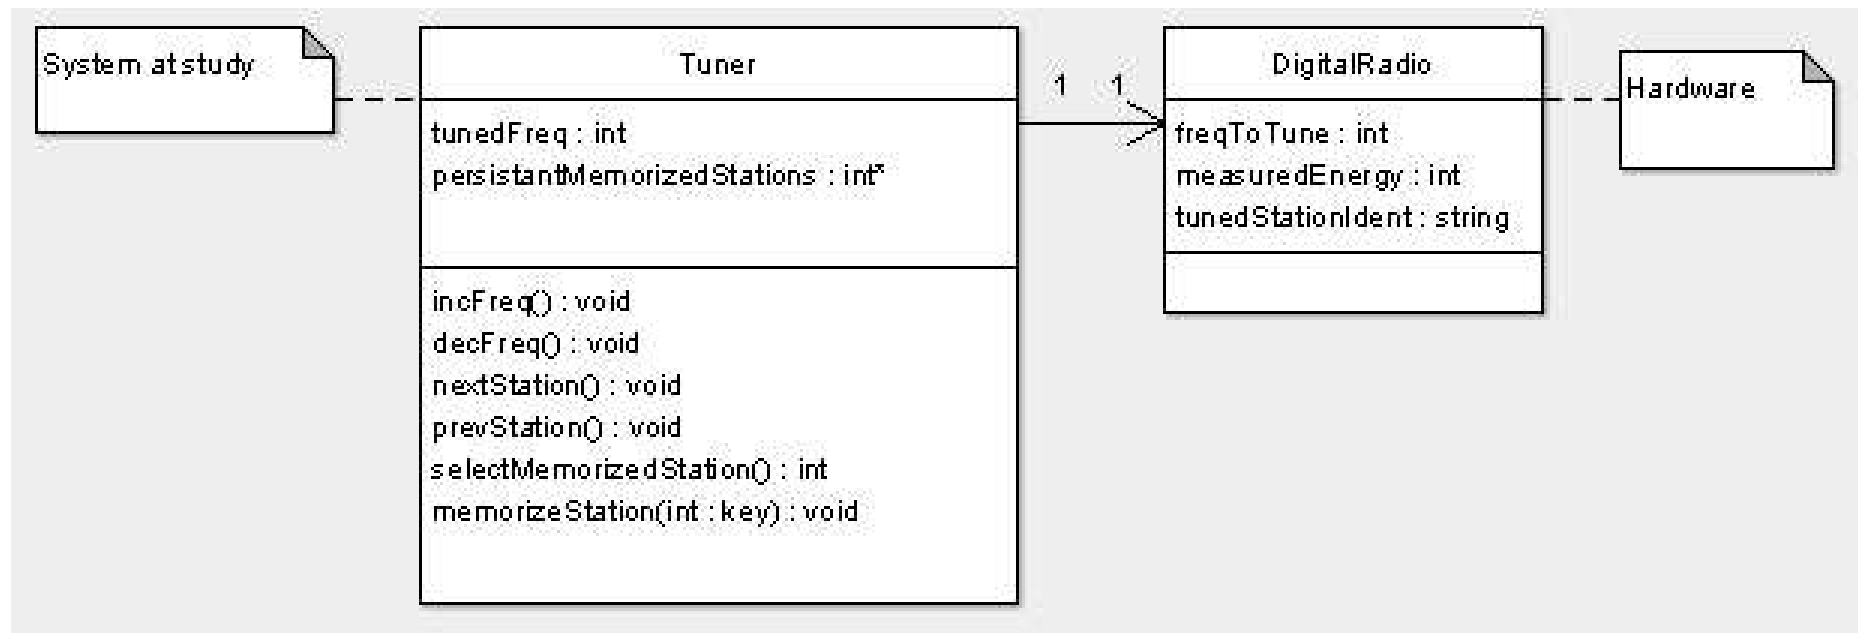 System at study
Tuner
tunedFreq : int
persistantMemorizedStations : int*
incFreq() : void
decFreq() : void
nextStation() : void
prevStation() : void
selectMemorizedStation() : int
memorizeStation(int : key) : void
1 1
DigitalRadio
freqToTune : int
measuredEnergy : int
tunedStationIdent : string
Hardware